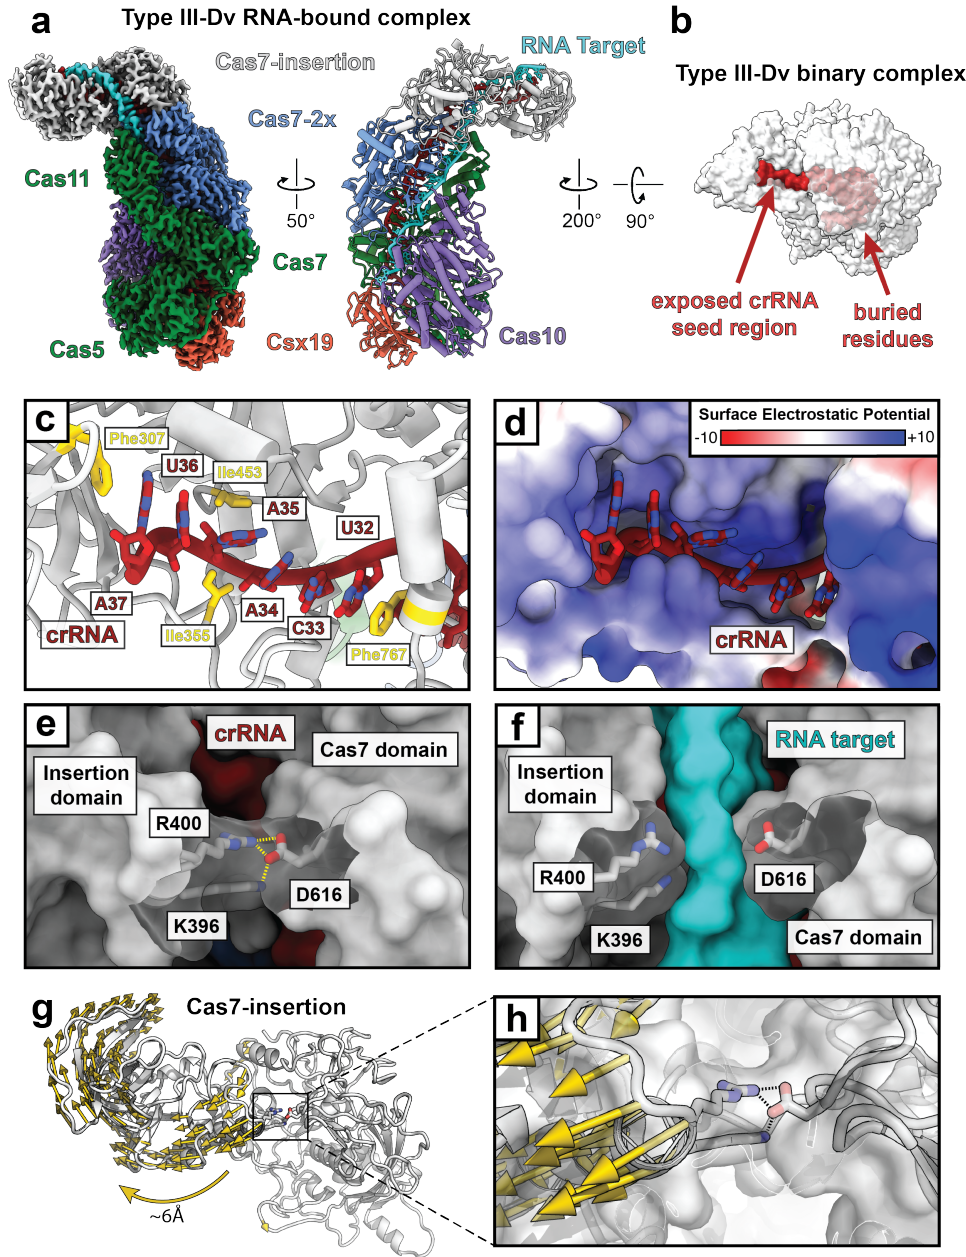 a
Type III-Dv RNA-bound complex
Cas7-insertion
RNA Target
Cas7-2x
Cas11
50°
200°
90°
Cas7
Cas5
Csx19
Cas10
b
Type III-Dv binary complex
exposed crRNA
seed region
buried
residues
c
Phe307
U36
Ile453
A35
U32
A37
crRNA
Ile355
A34
C33
Phe767
d
Surface Electrostatic Potential
-10
+10
crRNA
e
crRNA
Cas7 domain
Insertion
domain
R400
D616
K396
f
RNA target
Insertion
domain
R400
D616
K396
Cas7 domain
g
Cas7-insertion
~6Å
h